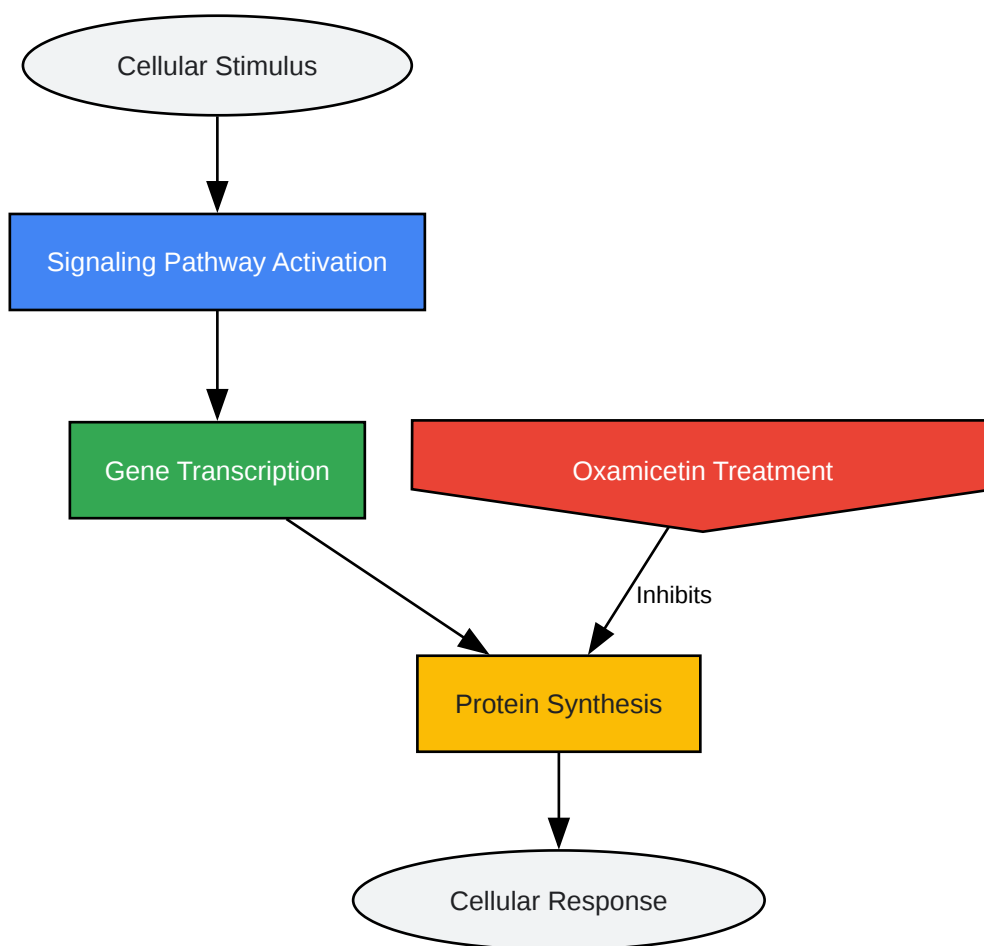 Cellular Stimulus
Signaling Pathway Activation
Gene Transcription
Oxamicetin Treatment
Inhibits
Protein Synthesis
Cellular Response